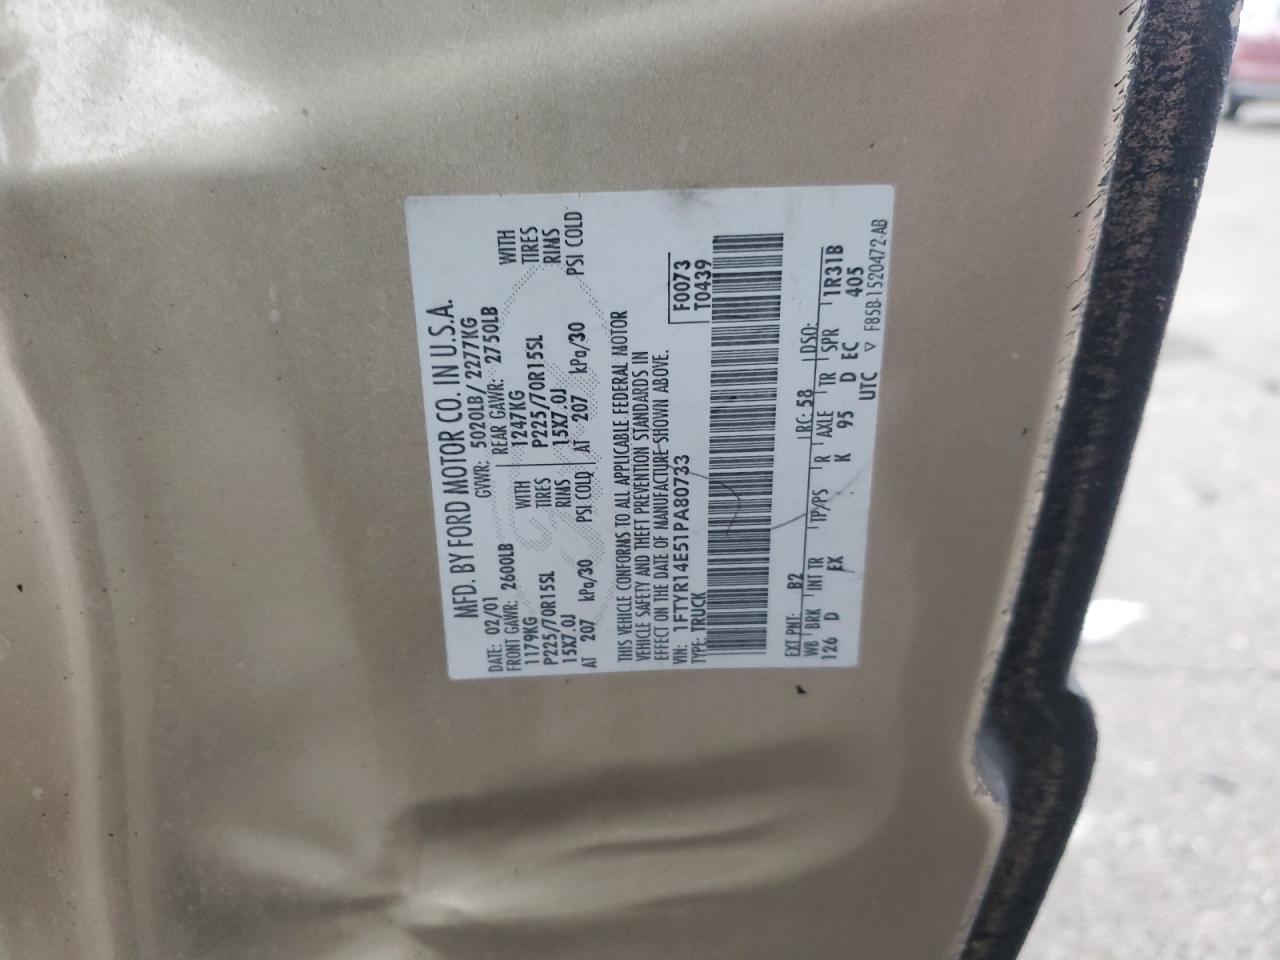 MFD. BY FORD MOTOR CO. IN U.S.A.
DATE: 02/01 GVWR: 5020LB/ 2277KG
FRONT GAWR: 2600LB REAR GAWR: 2750LB
1179KG WITH 1247KG WITH
P225/70R15SL TIRES P225/70R15SL TIRES
15X7.0J RIMS 15X7.0J RIMS
AT 207 kPa/30 PSI COLD AT 207 kPa/30 PSI COLD
THIS VEHICLE CONFORMS TO ALL APPLICABLE FEDERAL MOTOR
VEHICLE SAFETY AND THEFT PREVENTION STANDARDS IN
EFFECT ON THE DATE OF MANUFACTURE SHOWN ABOVE.
VIN: 1FTYR14E51PA80733 F0073
TYPE: TRUCK T0439
EXT PNT: B2 RC: 58 DSO:
WB BRK INT TR TP/PS R AXLE TR SPR 1R31B
126 D FX K 95 D EC 405
UTC ▽ F85B-1520472-AB